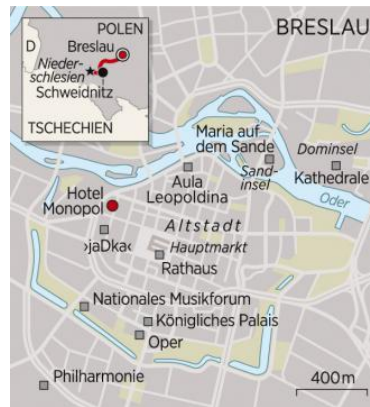 BRESLAU
POLEN
D
Breslau
Nieder-
schlesien
Schweidnitz
TSCHECHIEN
Maria auf
dem Sande
Dominsel
Sand-
insel
Kathedrale
Oder
Aula
Leopoldina
Hotel
Monopol
Altstadt
›jaDka‹
Hauptmarkt
Rathaus
Nationales Musikforum
Königliches Palais
Oper
Philharmonie
400 m